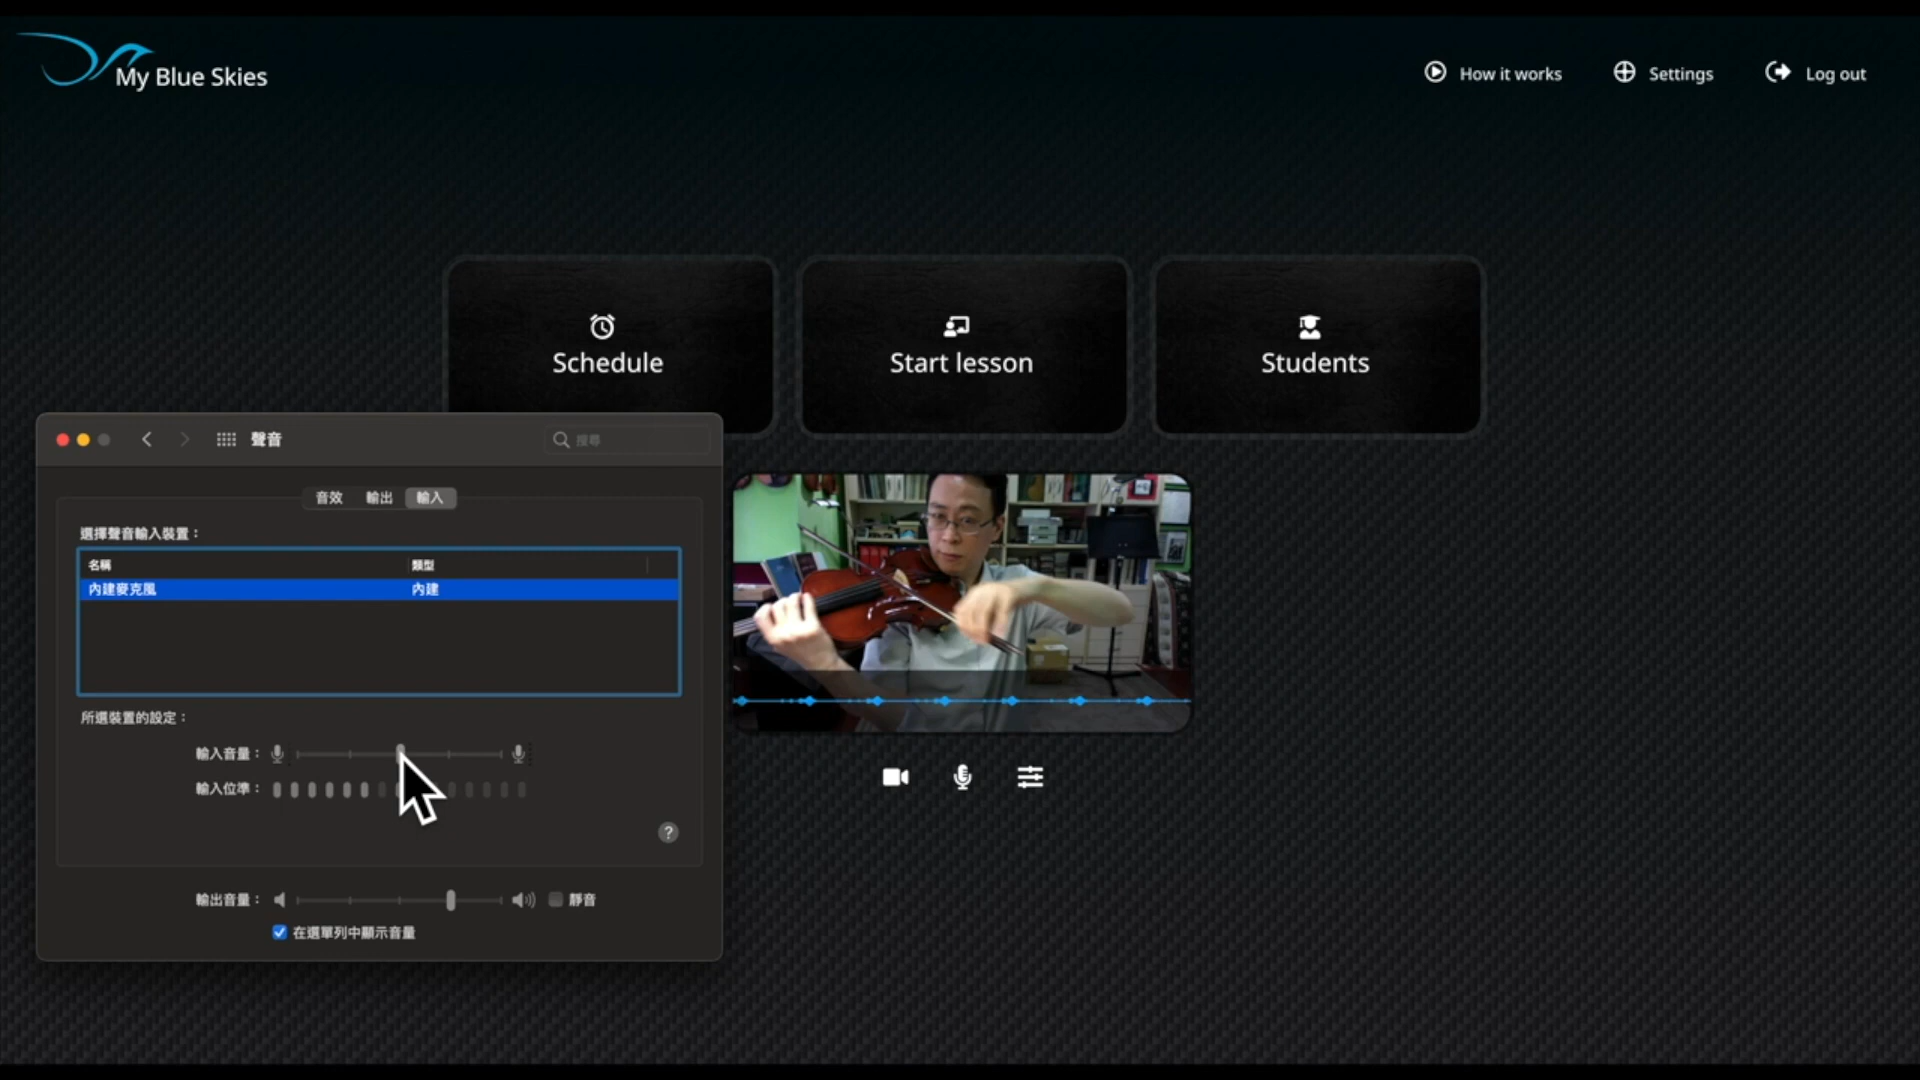 My Blue Skies
How it works
Settings
Log out
Schedule
Start lesson
Students
聲音
搜尋
音效
輸出
輸入
選擇聲音輸入裝置：
名稱
類型
內建麥克風
內建
所選裝置的設定：
輸入音量：
輸入位準：
?
輸出音量：
靜音
在選單列中顯示音量